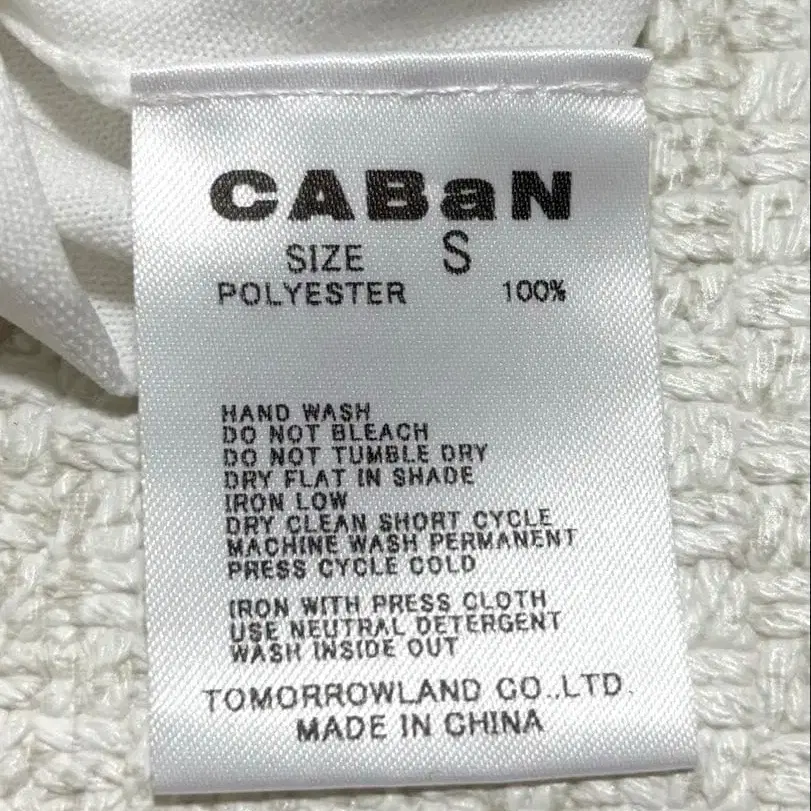 CABaN
SIZE S
POLYESTER 100%
HAND WASH
DO NOT BLEACH
DO NOT TUMBLE DRY
DRY FLAT IN SHADE
IRON LOW
DRY CLEAN SHORT CYCLE
MACHINE WASH PERMANENT
PRESS CYCLE COLD
IRON WITH PRESS CLOTH
USE NEUTRAL DETERGENT
WASH INSIDE OUT
TOMORROWLAND CO.,LTD.
MADE IN CHINA